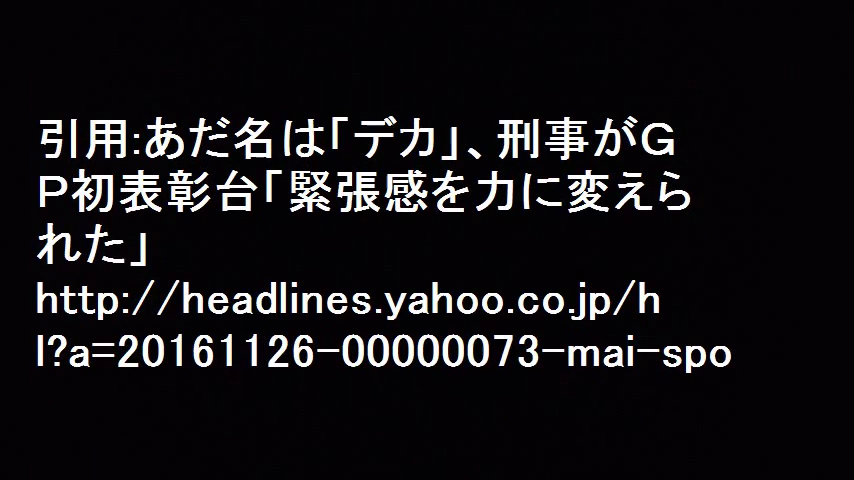 引用:あだ名は「デカ」、刑事がＧ
Ｐ初表彰台「緊張感を力に変えら
れた」
http://headlines.yahoo.co.jp/h
l?a=20161126-00000073-mai-spo